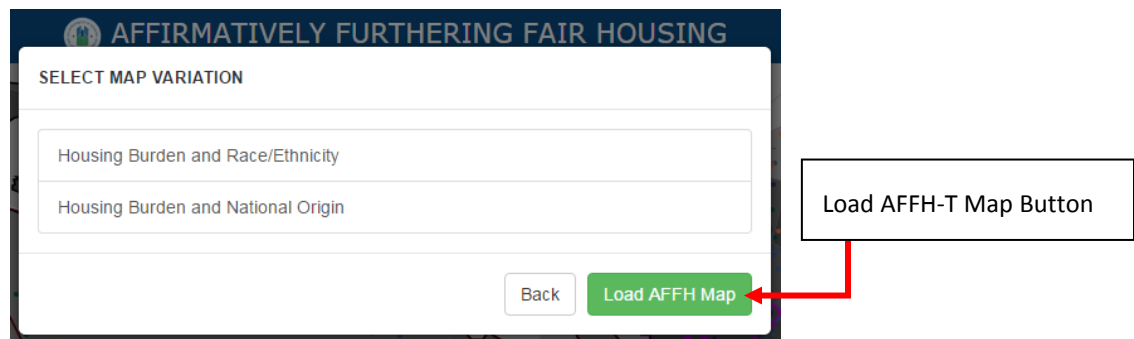 AFFIRMATIVELY FURTHERING FAIR HOUSING
SELECT MAP VARIATION
Housing Burden and Race/Ethnicity
Housing Burden and National Origin
Load AFFH-T Map Button
Back
Load AFFH Map